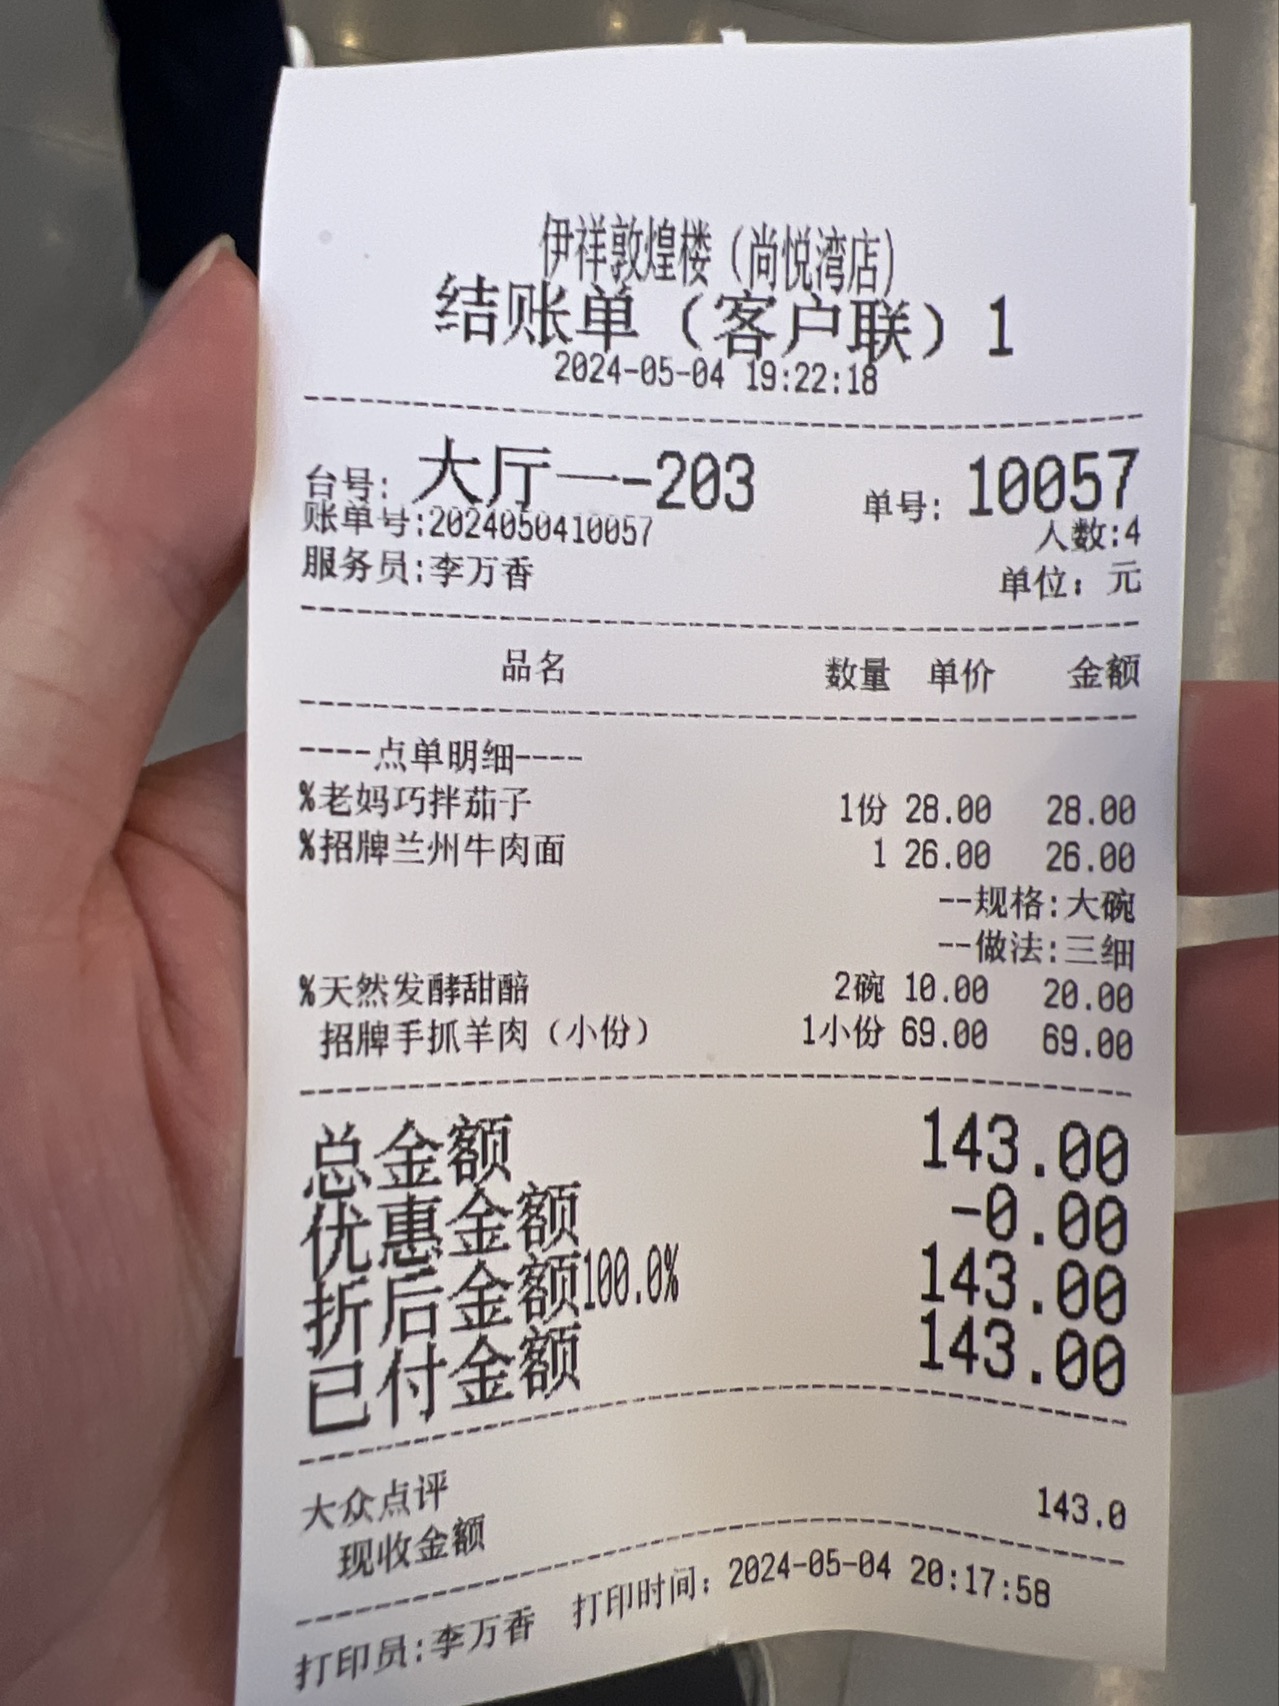 伊祥敦煌楼（尚悦湾店）
结账单（客户联）1
2024-05-04 19:22:18
台号: 大厅一-203 单号: 10057
账单号:2024050410057 人数:4
服务员:李万香 单位: 元
品名 数量 单价 金额
----点单明细----
%老妈巧拌茄子 1份 28.00 28.00
%招牌兰州牛肉面 1 26.00 26.00
--规格:大碗
--做法:三细
%天然发酵甜醅 2碗 10.00 20.00
招牌手抓羊肉（小份） 1小份 69.00 69.00
总金额 143.00
优惠金额 -0.00
折后金额100.0% 143.00
已付金额 143.00
大众点评 143.0
现收金额
打印员:李万香 打印时间: 2024-05-04 20:17:58